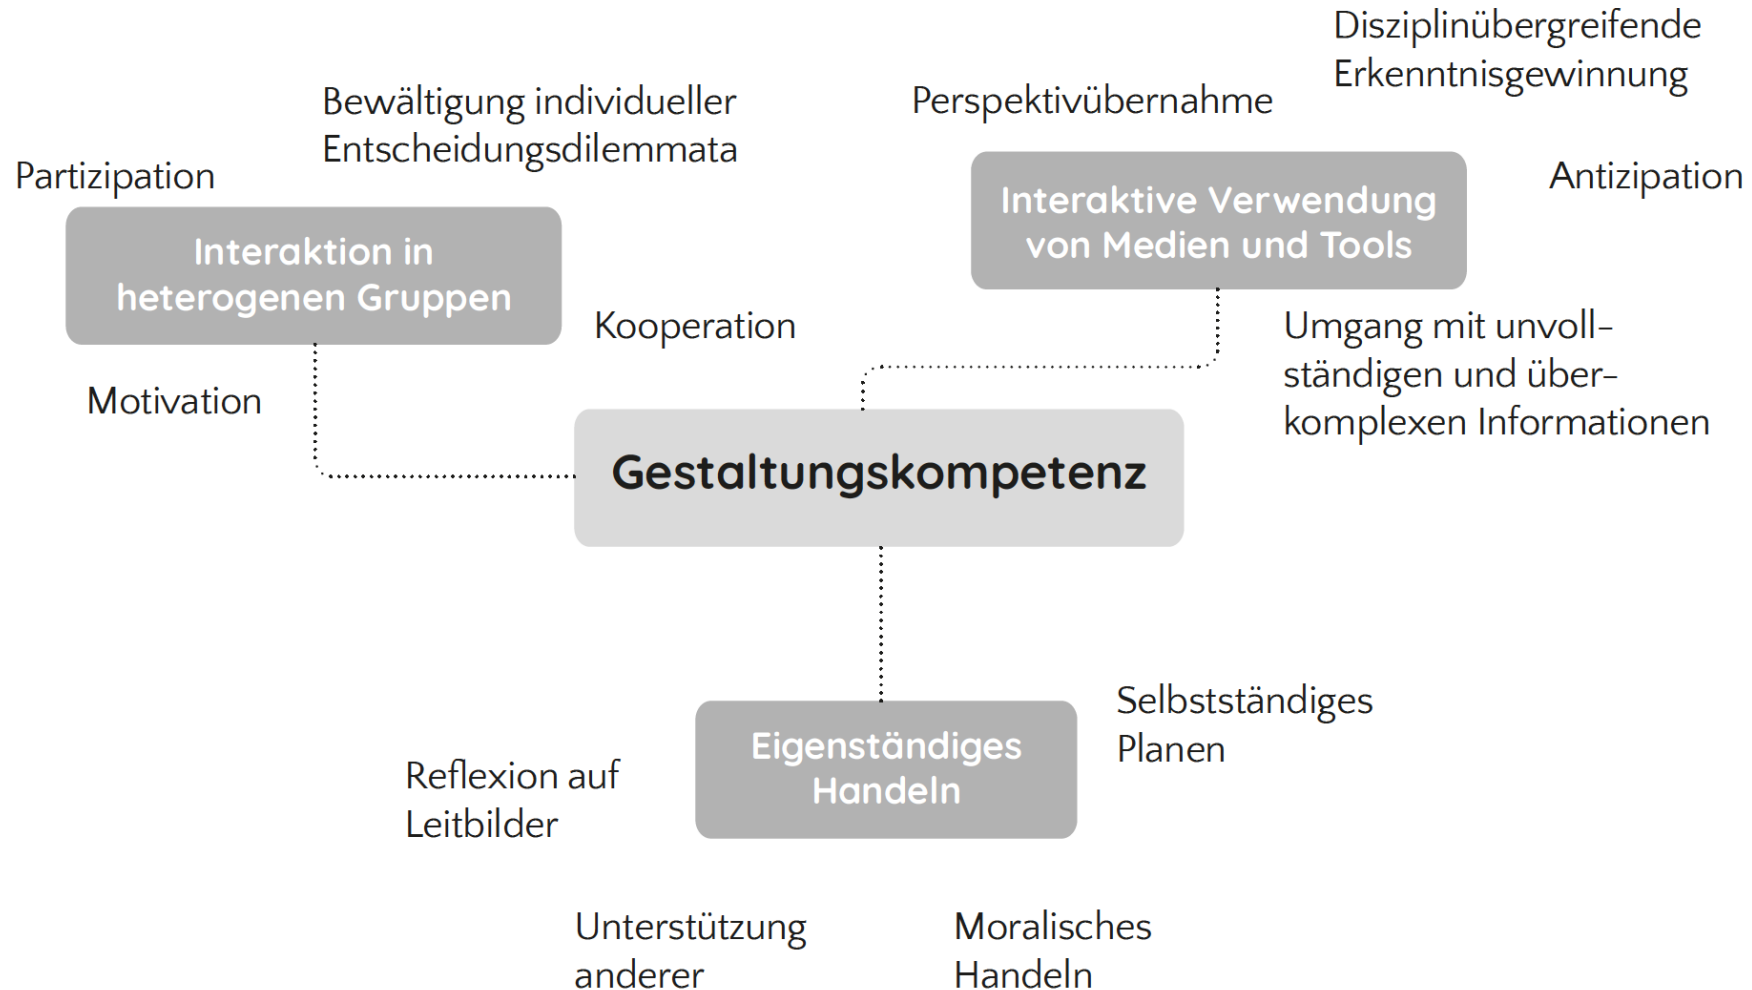 Disziplinübergreifende
Erkenntnisgewinnung
Bewältigung individueller
Entscheidungsdilemmata
Perspektivübernahme
Partizipation
Antizipation
Interaktion in
heterogenen Gruppen
Interaktive Verwendung
von Medien und Tools
Kooperation
Umgang mit unvoll-
ständigen und über-
komplexen Informationen
Motivation
Gestaltungskompetenz
Selbstständiges
Planen
Eigenständiges
Handeln
Reflexion auf
Leitbilder
Unterstützung
anderer
Moralisches
Handeln